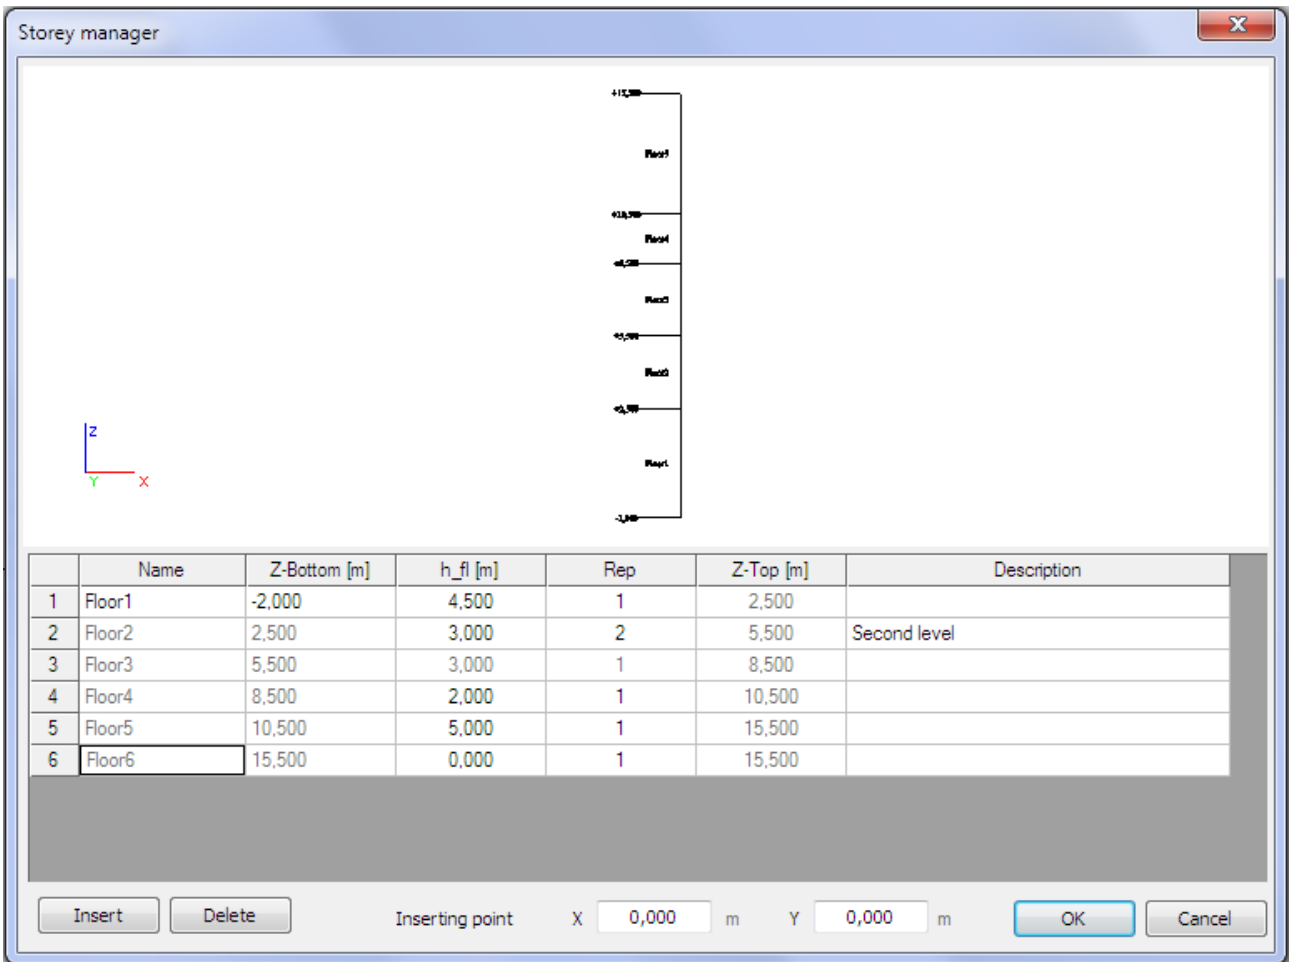 Storey manager
Floor1
Z
Y X
Name Z-Bottom [m] h_fl [m] Rep Z-Top [m] Description
1 Floor1 -2,000 4,500 1 2,500
2 Floor2 2,500 3,000 2 5,500 Second level
3 Floor3 5,500 3,000 1 8,500
4 Floor4 8,500 2,000 1 10,500
5 Floor5 10,500 5,000 1 15,500
6 Floor6 15,500 0,000 1 15,500
Insert Delete Inserting point X 0,000 m Y 0,000 m OK Cancel